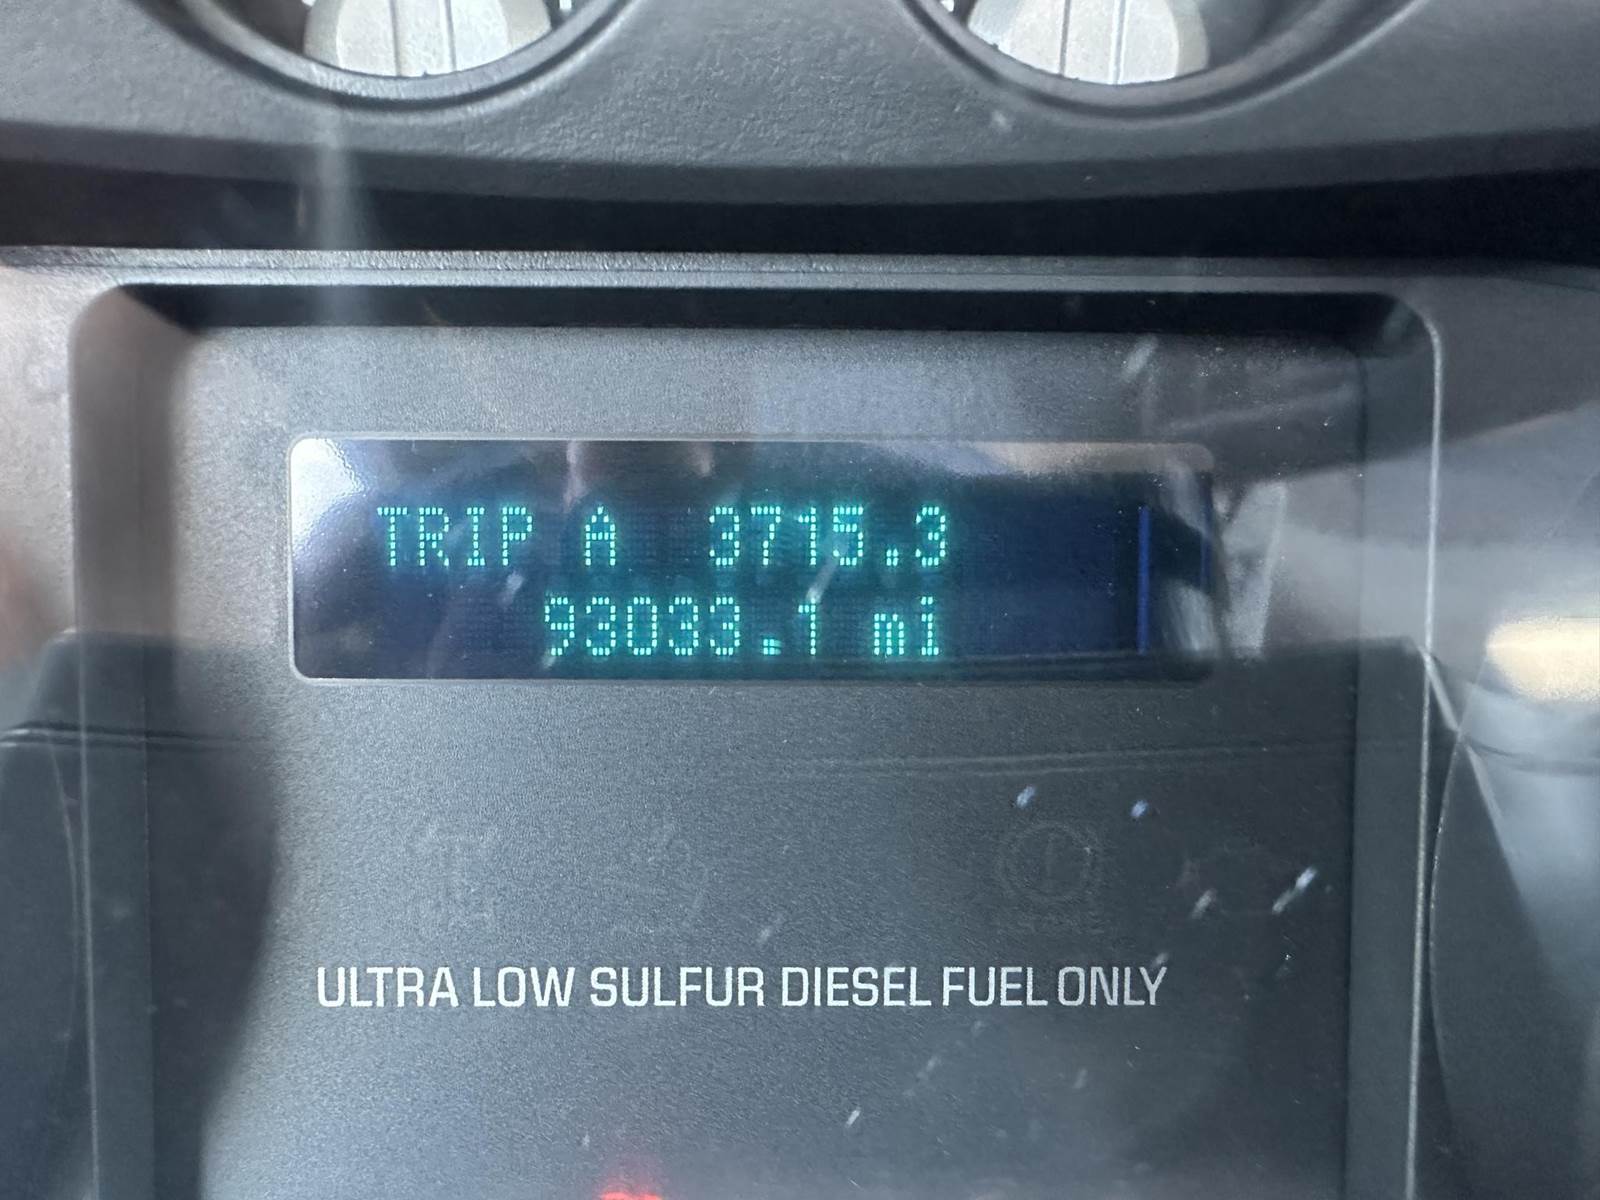 TRIP A 3715.3
93033.1 mi
ULTRA LOW SULFUR DIESEL FUEL ONLY